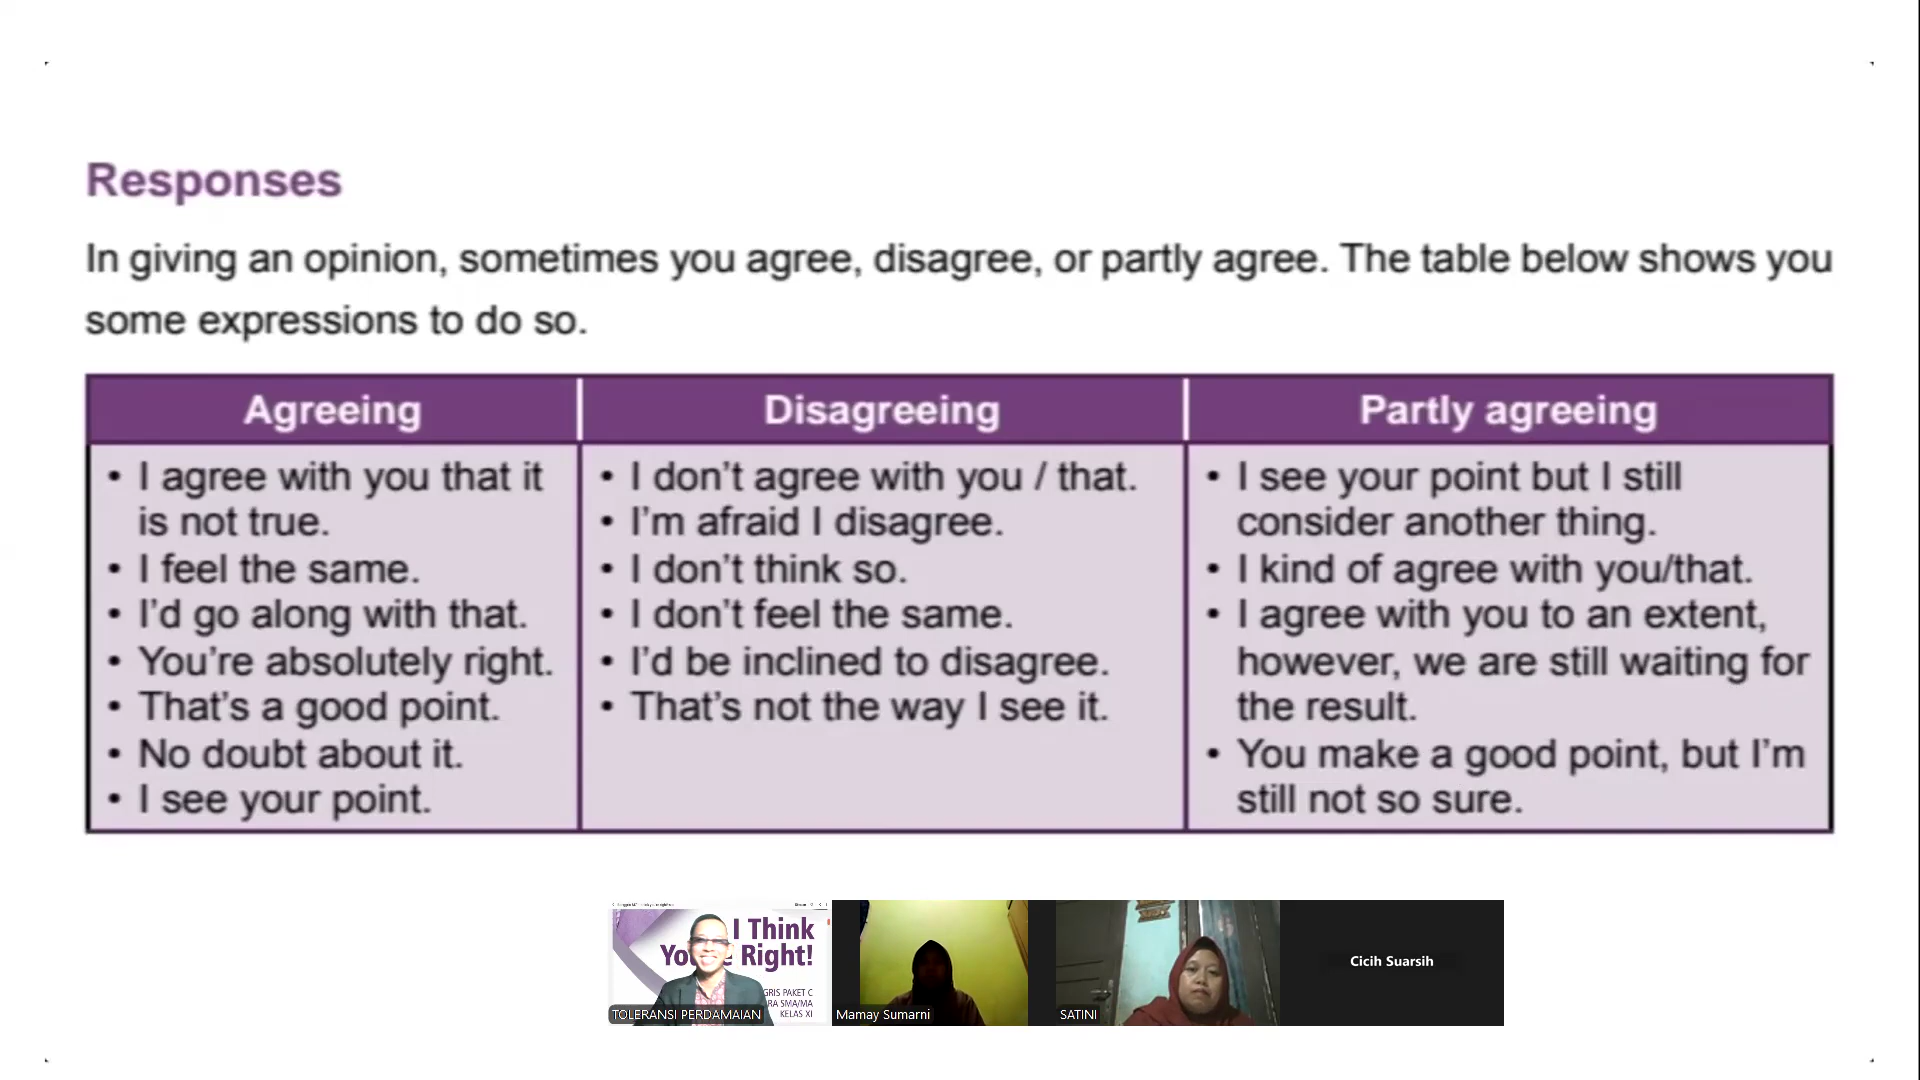 Responses
In giving an opinion, sometimes you agree, disagree, or partly agree. The table below shows you
some expressions to do so.
Agreeing
• I agree with you that it
is not true.
• I feel the same.
• I'd go along with that.
• You're absolutely right.
• That's a good point.
• No doubt about it.
• I see your point.
Disagreeing
• I don't agree with you / that.
• I'm afraid I disagree.
• I don't think so.
• I don't feel the same.
• I'd be inclined to disagree.
• That's not the way I see it.
Partly agreeing
• I see your point but I still
consider another thing.
• I kind of agree with you/that.
• I agree with you to an extent,
however, we are still waiting for
the result.
• You make a good point, but I'm
still not so sure.
I Think
Right!
PAKET C
SMA/MA
KELAS XI
TOLERANSI PERDAMAIAN
Mamay Sumarni
SATINI
Cicih Suarsih